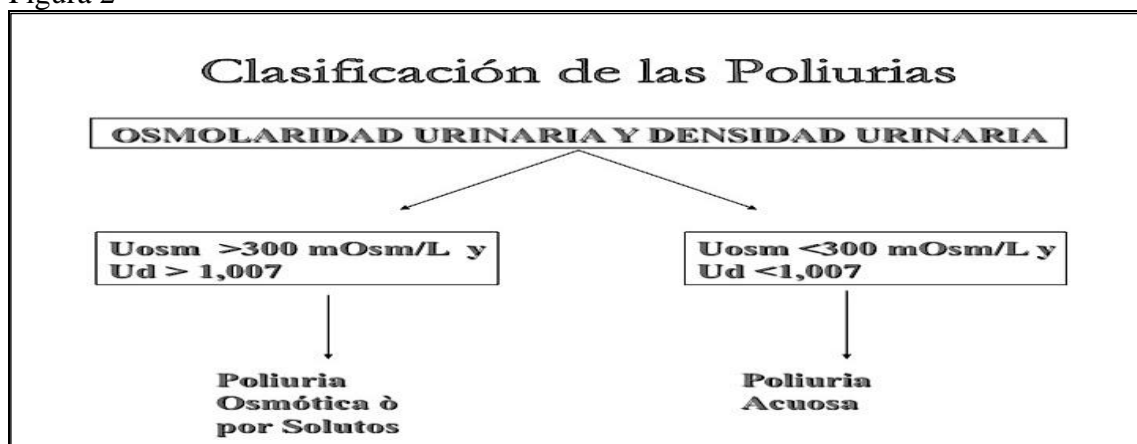 Figura 2
Clasificación de las Poliurias
OSMOLARIDAD URINARIA Y DENSIDAD URINARIA
Uosm >300 mOsm/L y
Ud > 1,007
Uosm <300 mOsm/L y
Ud <1,007
Poliuria
Osmótica ò
por Solutos
Poliuria
Acuosa